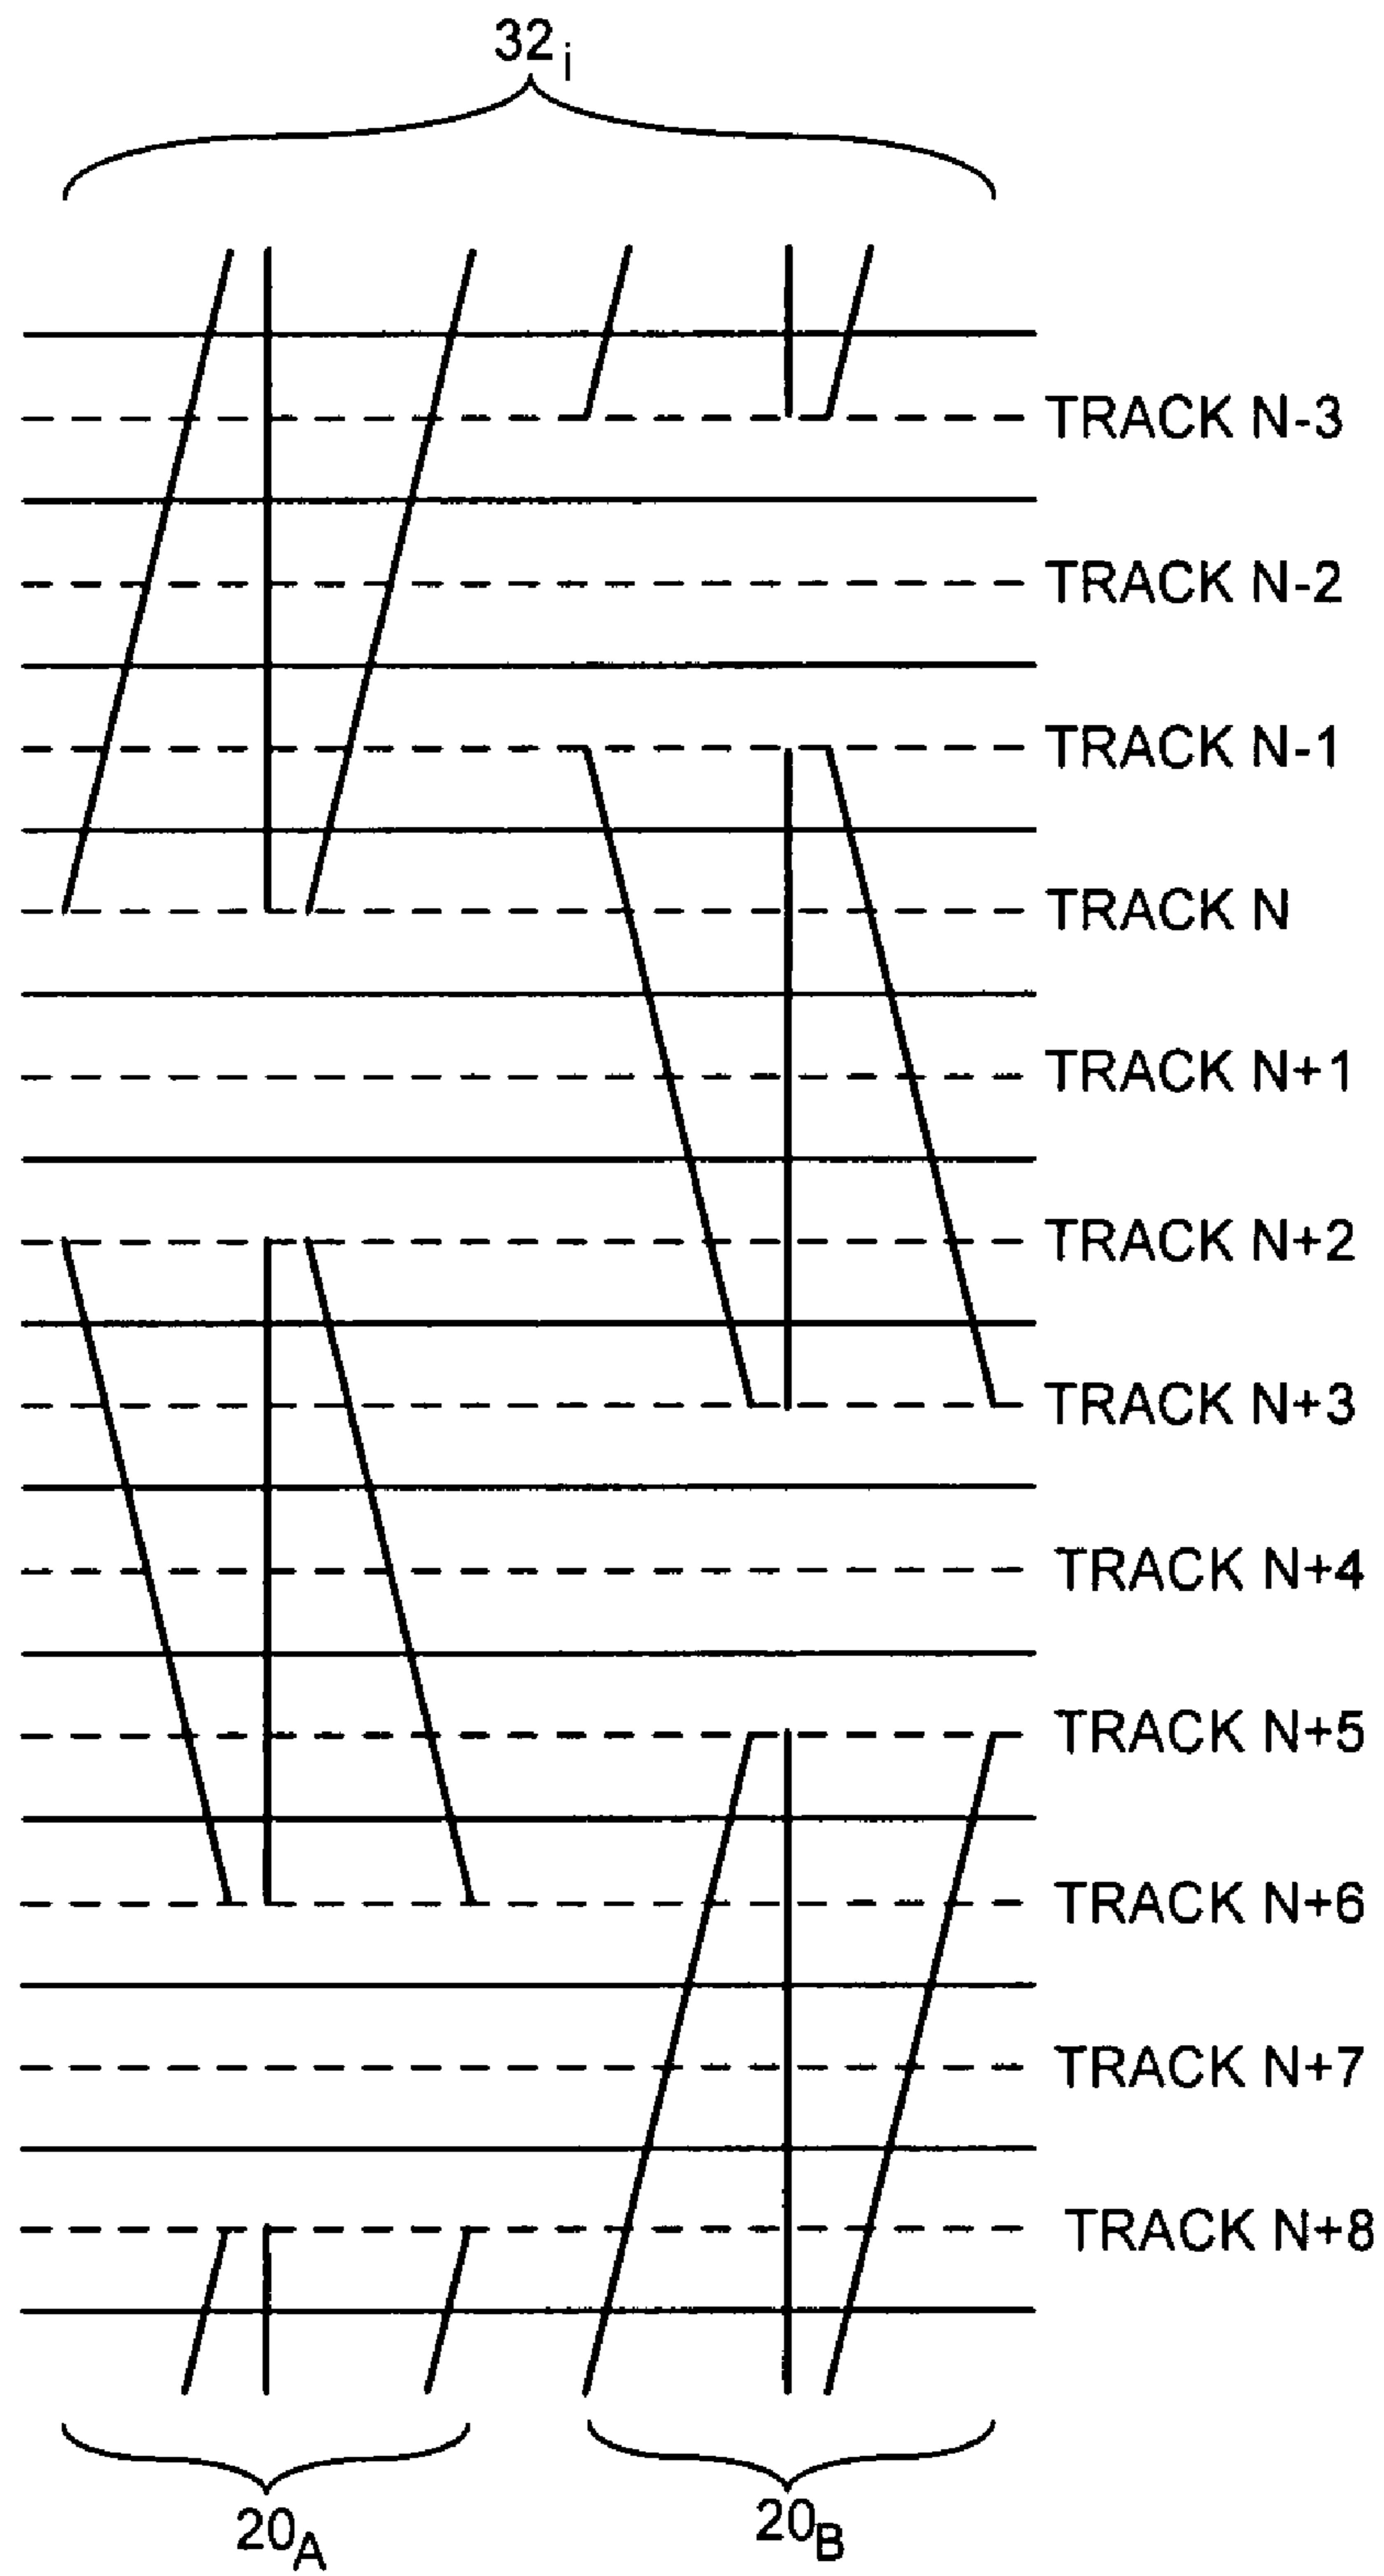 32i
TRACK N-3
TRACK N-2
TRACK N-1
TRACK N
TRACK N+1
TRACK N+2
TRACK N+3
TRACK N+4
TRACK N+5
TRACK N+6
TRACK N+7
TRACK N+8
20A
20B